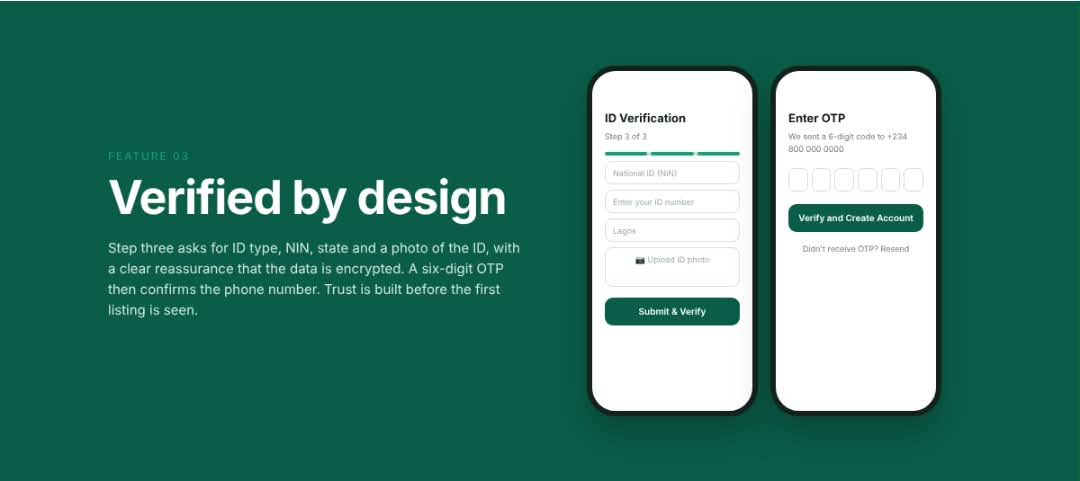 FEATURE 03
Verified by design
Step three asks for ID type, NIN, state and a photo of the ID, with
a clear reassurance that the data is encrypted. A six-digit OTP
then confirms the phone number. Trust is built before the first
listing is seen.
ID Verification
Step 3 of 3
National ID (NIN)
Enter your ID number
Lagos
📷 Upload ID photo
Submit & Verify
Enter OTP
We sent a 6-digit code to +234
800 000 0000
Verify and Create Account
Didn't receive OTP? Resend